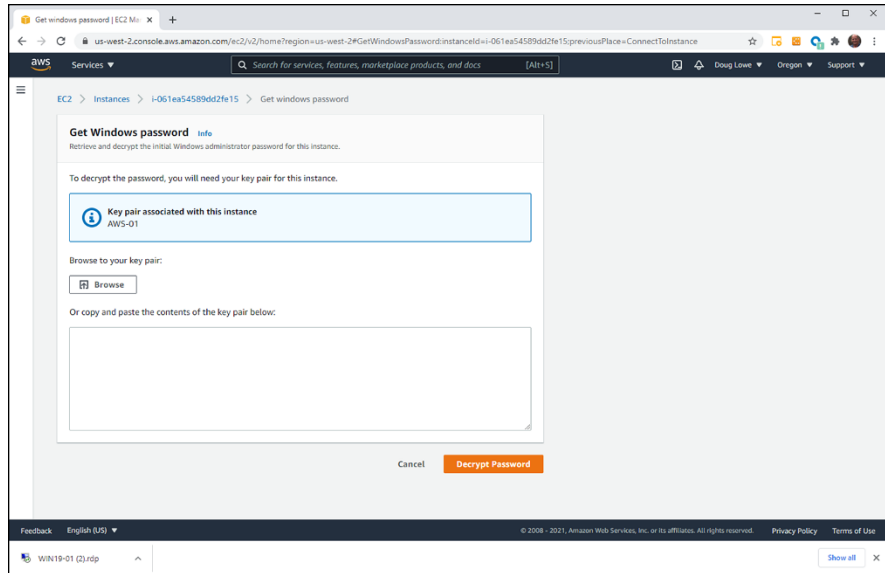 Get windows password | EC2 Ma
us-west-2.console.aws.amazon.com/ec2/v2/home?region=us-west-2#GetWindowsPassword:instanceId=i-061ea54589dd2fe15;previousPlace=ConnectToInstance
aws Services Search for services, features, marketplace products, and docs [Alt+S] Doug Lowe Oregon Support
EC2 > Instances > i-061ea54589dd2fe15 > Get windows password
Get Windows password Info
Retrieve and decrypt the initial Windows administrator password for this instance.
To decrypt the password, you will need your key pair for this instance.
Key pair associated with this instance
AWS-01
Browse to your key pair:
Browse
Or copy and paste the contents of the key pair below:
Cancel Decrypt Password
Feedback English (US) © 2008 - 2021, Amazon Web Services, Inc. or its affiliates. All rights reserved. Privacy Policy Terms of Use
WIN19-01 (2).rdp Show all